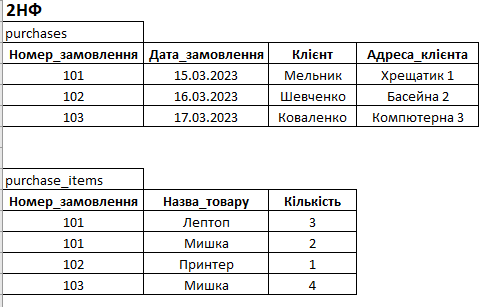 2НФ
purchases
Номер_замовлення Дата_замовлення Клієнт Адреса_клієнта
101 15.03.2023 Мельник Хрещатик 1
102 16.03.2023 Шевченко Басейна 2
103 17.03.2023 Коваленко Компютерна 3
purchase_items
Номер_замовлення Назва_товару Кількість
101 Лептоп 3
101 Мишка 2
102 Принтер 1
103 Мишка 4